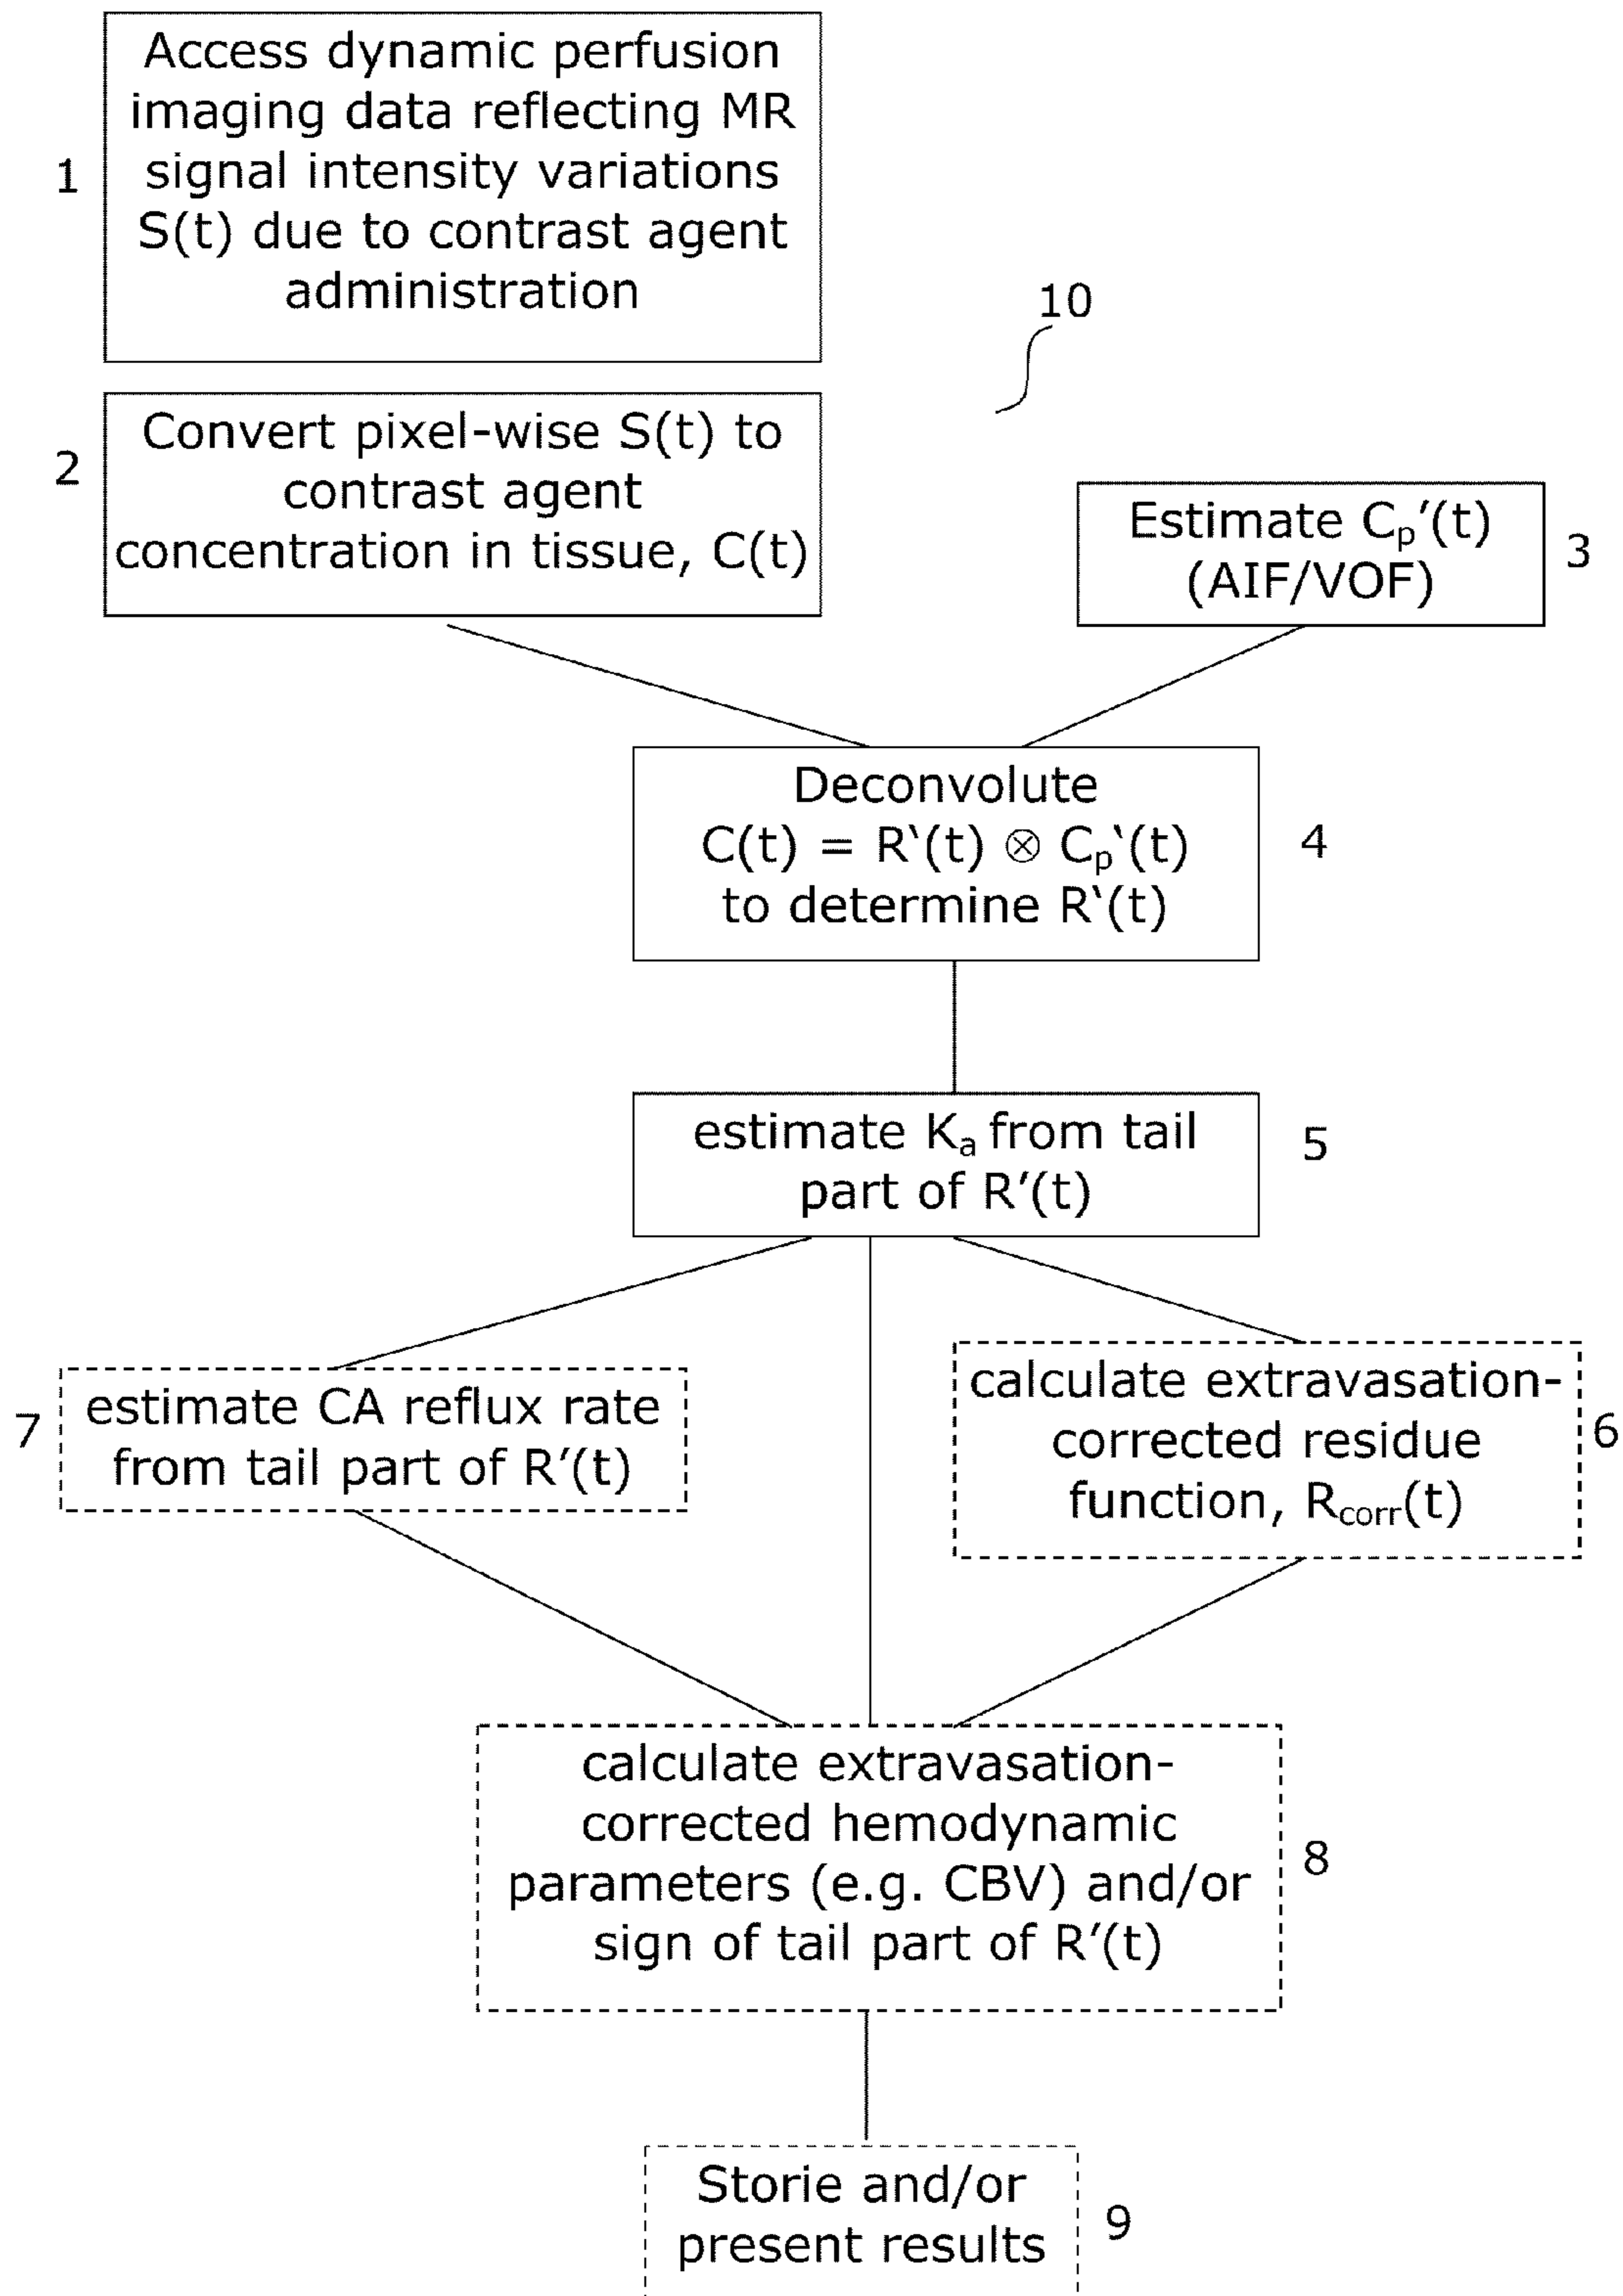 Access dynamic perfusion
imaging data reflecting MR
signal intensity variations
S(t) due to contrast agent
administration
1
10
Convert pixel-wise S(t) to
contrast agent
concentration in tissue, C(t)
2
Estimate Cp′(t)
(AIF/VOF)
3
Deconvolute
C(t) = R‘(t) ⊗ Cp‘(t)
to determine R‘(t)
4
estimate Ka from tail
part of R′(t)
5
7
estimate CA reflux rate
from tail part of R′(t)
calculate extravasation-
corrected residue
function, Rcorr(t)
6
calculate extravasation-
corrected hemodynamic
parameters (e.g. CBV) and/or
sign of tail part of R′(t)
8
Storie and/or
present results
9